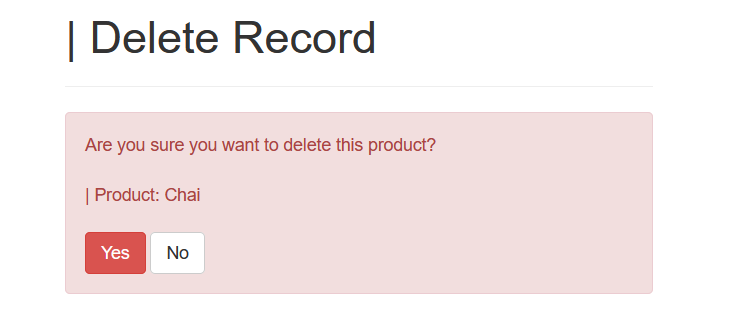 | Delete Record
Are you sure you want to delete this product?
| Product: Chai
Yes No